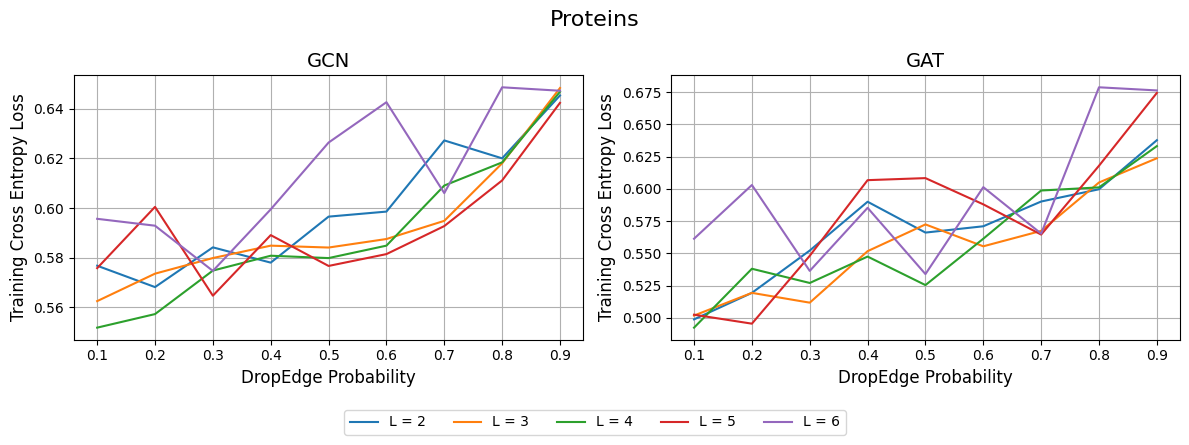 Proteins
GCN
Training Cross Entropy Loss
0.64
0.62
0.60
0.58
0.56
0.1 0.2 0.3 0.4 0.5 0.6 0.7 0.8 0.9
DropEdge Probability
GAT
Training Cross Entropy Loss
0.675
0.650
0.625
0.600
0.575
0.550
0.525
0.500
0.1 0.2 0.3 0.4 0.5 0.6 0.7 0.8 0.9
DropEdge Probability
L = 2 L = 3 L = 4 L = 5 L = 6